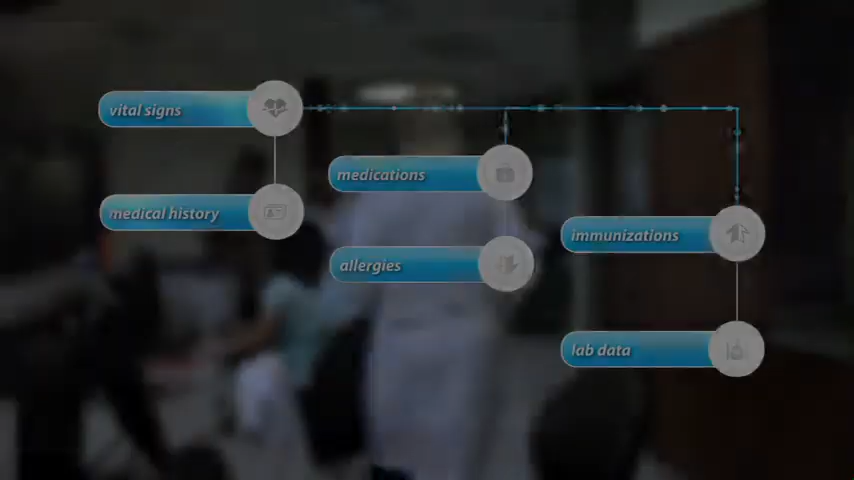 vital signs
medications
medical history
immunizations
allergies
lab data